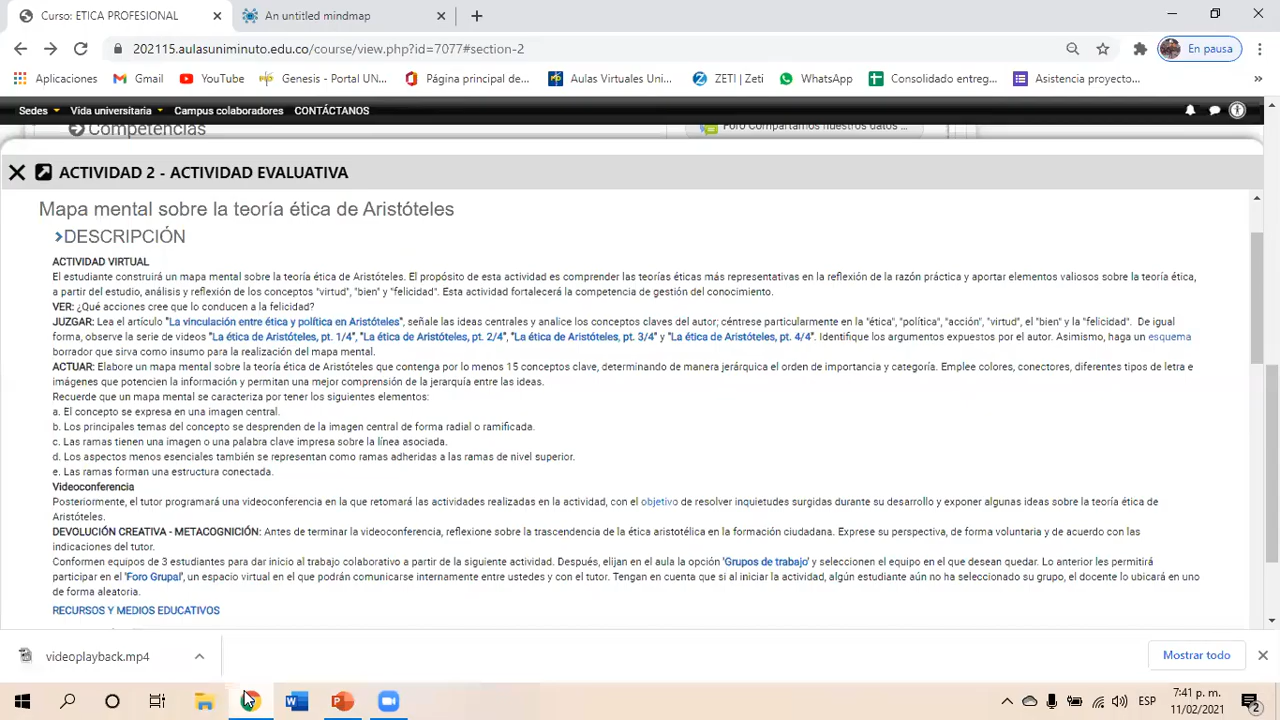 Curso: ETICA PROFESIONAL
An untitled mindmap
202115.aulasuniminuto.edu.co/course/view.php?id=7077#section-2
En pausa
Aplicaciones
Gmail
YouTube
Genesis - Portal UN...
Página principal de...
Aulas Virtuales Uni...
ZETI | Zeti
WhatsApp
Consolidado entreg...
Asistencia proyecto...
Sedes
Vida universitaria
Campus colaboradores
CONTÁCTANOS
Competencias
Foro Compartamos nuestros datos ...
ACTIVIDAD 2 - ACTIVIDAD EVALUATIVA
Mapa mental sobre la teoría ética de Aristóteles
DESCRIPCIÓN
ACTIVIDAD VIRTUAL
El estudiante construirá un mapa mental sobre la teoría ética de Aristóteles. El propósito de esta actividad es comprender las teorías éticas más representativas en la reflexión de la razón práctica y aportar elementos valiosos sobre la teoría ética,
a partir del estudio, análisis y reflexión de los conceptos "virtud", "bien" y "felicidad". Esta actividad fortalecerá la competencia de gestión del conocimiento.
VER: ¿Qué acciones cree que lo conducen a la felicidad?
JUZGAR: Lea el artículo "La vinculación entre ética y política en Aristóteles", señale las ideas centrales y analice los conceptos claves del autor; céntrese particularmente en la "ética", "política", "acción", "virtud", el "bien" y la "felicidad". De igual
forma, observe la serie de videos "La ética de Aristóteles, pt. 1/4", "La ética de Aristóteles, pt. 2/4", "La ética de Aristóteles, pt. 3/4" y "La ética de Aristóteles, pt. 4/4". Identifique los argumentos expuestos por el autor. Asimismo, haga un esquema
borrador que sirva como insumo para la realización del mapa mental.
ACTUAR: Elabore un mapa mental sobre la teoría ética de Aristóteles que contenga por lo menos 15 conceptos clave, determinando de manera jerárquica el orden de importancia y categoría. Emplee colores, conectores, diferentes tipos de letra e
imágenes que potencien la información y permitan una mejor comprensión de la jerarquía entre las ideas.
Recuerde que un mapa mental se caracteriza por tener los siguientes elementos:
a. El concepto se expresa en una imagen central.
b. Los principales temas del concepto se desprenden de la imagen central de forma radial o ramificada.
c. Las ramas tienen una imagen o una palabra clave impresa sobre la línea asociada.
d. Los aspectos menos esenciales también se representan como ramas adheridas a las ramas de nivel superior.
e. Las ramas forman una estructura conectada.
Videoconferencia
Posteriormente, el tutor programará una videoconferencia en la que retomará las actividades realizadas en la actividad, con el objetivo de resolver inquietudes surgidas durante su desarrollo y exponer algunas ideas sobre la teoría ética de
Aristóteles.
DEVOLUCIÓN CREATIVA - METACOGNICIÓN: Antes de terminar la videoconferencia, reflexione sobre la trascendencia de la ética aristotélica en la formación ciudadana. Exprese su perspectiva, de forma voluntaria y de acuerdo con las
indicaciones del tutor.
Conformen equipos de 3 estudiantes para dar inicio al trabajo colaborativo a partir de la siguiente actividad. Después, elijan en el aula la opción 'Grupos de trabajo' y seleccionen el equipo en el que desean quedar. Lo anterior les permitirá
participar en el 'Foro Grupal', un espacio virtual en el que podrán comunicarse internamente entre ustedes y con el tutor. Tengan en cuenta que si al iniciar la actividad, algún estudiante aún no ha seleccionado su grupo, el docente lo ubicará en uno
de forma aleatoria.
RECURSOS Y MEDIOS EDUCATIVOS
videoplayback.mp4
Mostrar todo
ESP
7:41 p. m.
11/02/2021
2